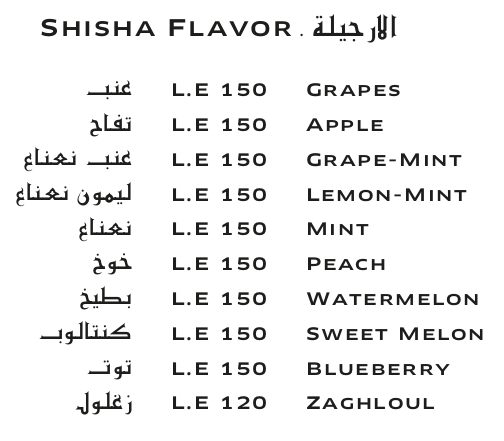 SHISHA FLAVOR . الارجيلة
عنب L.E 150 GRAPES
تفاح L.E 150 APPLE
عنب نعناع L.E 150 GRAPE-MINT
ليمون نعناع L.E 150 LEMON-MINT
نعناع L.E 150 MINT
خوخ L.E 150 PEACH
بطيخ L.E 150 WATERMELON
كنتالوب L.E 150 SWEET MELON
توت L.E 150 BLUEBERRY
زغلول L.E 120 ZAGHLOUL